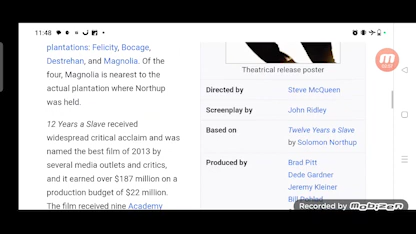 11:48
plantations: Felicity, Bocage,
Destrehan, and Magnolia. Of the
four, Magnolia is nearest to the
actual plantation where Northup
was held.
12 Years a Slave received
widespread critical acclaim and was
named the best film of 2013 by
several media outlets and critics,
and it earned over $187 million on a
production budget of $22 million.
The film received nine Academy
Theatrical release poster
Directed by Steve McQueen
Screenplay by John Ridley
Based on Twelve Years a Slave
by Solomon Northup
Produced by Brad Pitt
Dede Gardner
Jeremy Kleiner
Bill Pohlad
Recorded by Mobizen